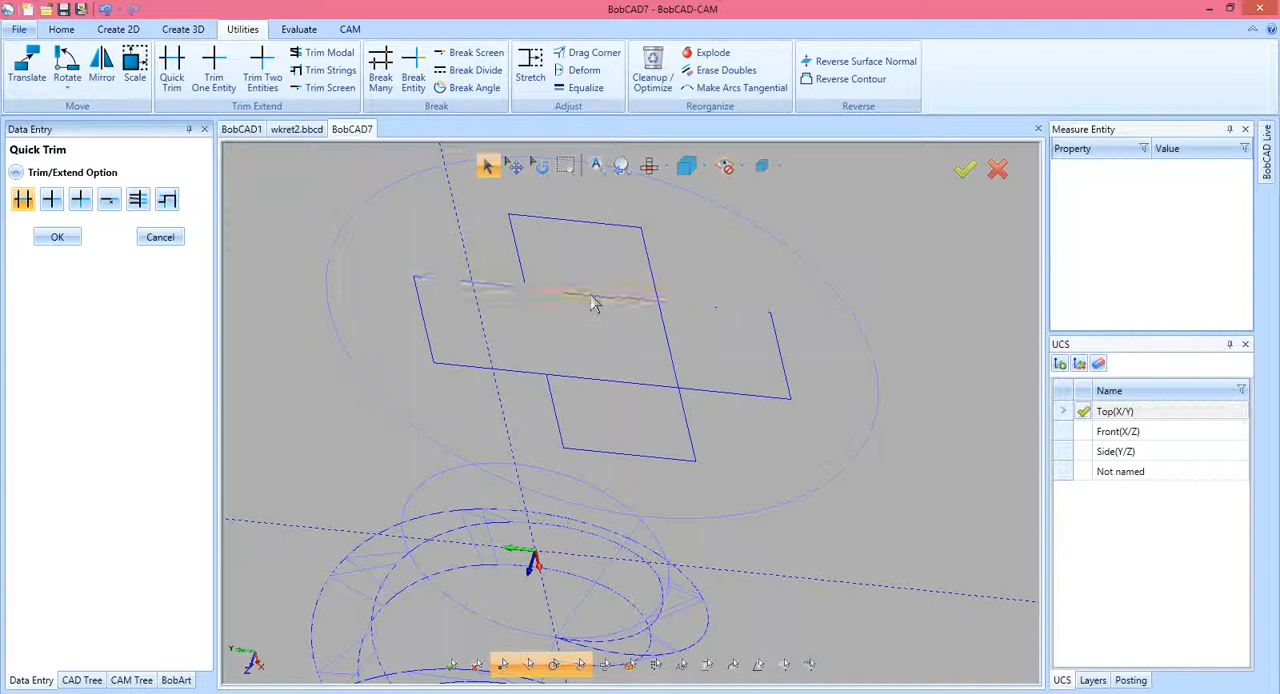 BobCAD7 - BobCAD-CAM
File Home Create 2D Create 3D Utilities Evaluate CAM
Translate Rotate Mirror Scale
Move
Quick Trim
Trim One Entity
Trim Two Entities
Trim Modal
Trim Strings
Trim Screen
Trim Extend
Break Many
Break Entity
Break Screen
Break Divide
Break Angle
Break
Stretch
Drag Corner
Deform
Equalize
Adjust
Cleanup / Optimize
Explode
Erase Doubles
Make Arcs Tangential
Reorganize
Reverse Surface Normal
Reverse Contour
Reverse
Data Entry
BobCAD1 wkret2.bbcd BobCAD7
Quick Trim
Trim/Extend Option
OK Cancel
Measure Entity
Property Value
BobCAD Live
UCS
Name
Top(X/Y)
Front(X/Z)
Side(Y/Z)
Not named
Y
X
Z
Data Entry CAD Tree CAM Tree BobArt
UCS Layers Posting